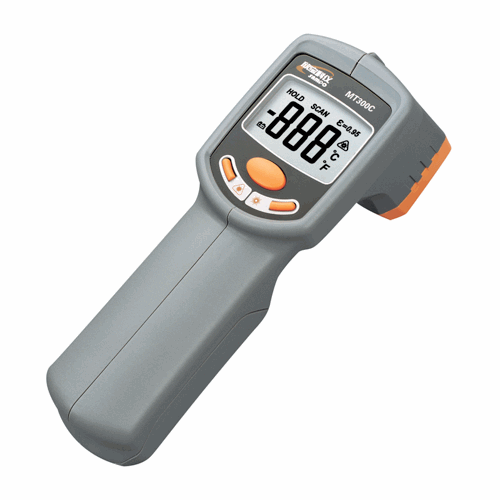 MT300C
HOLD SCAN
ε=0.95
-888
°C
°F